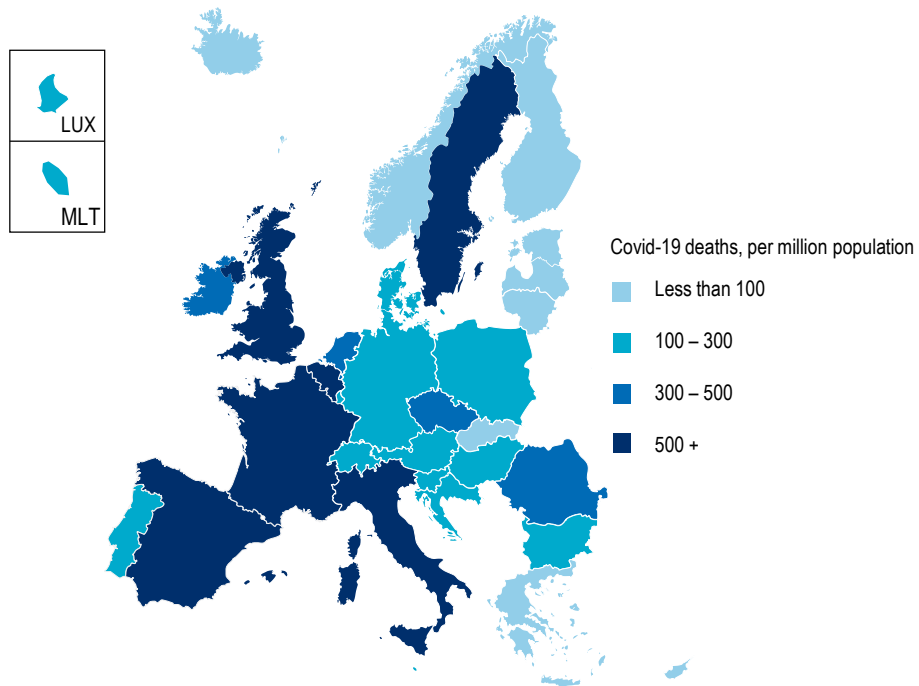 LUX
MLT
Covid-19 deaths, per million population
Less than 100
100 – 300
300 – 500
500 +